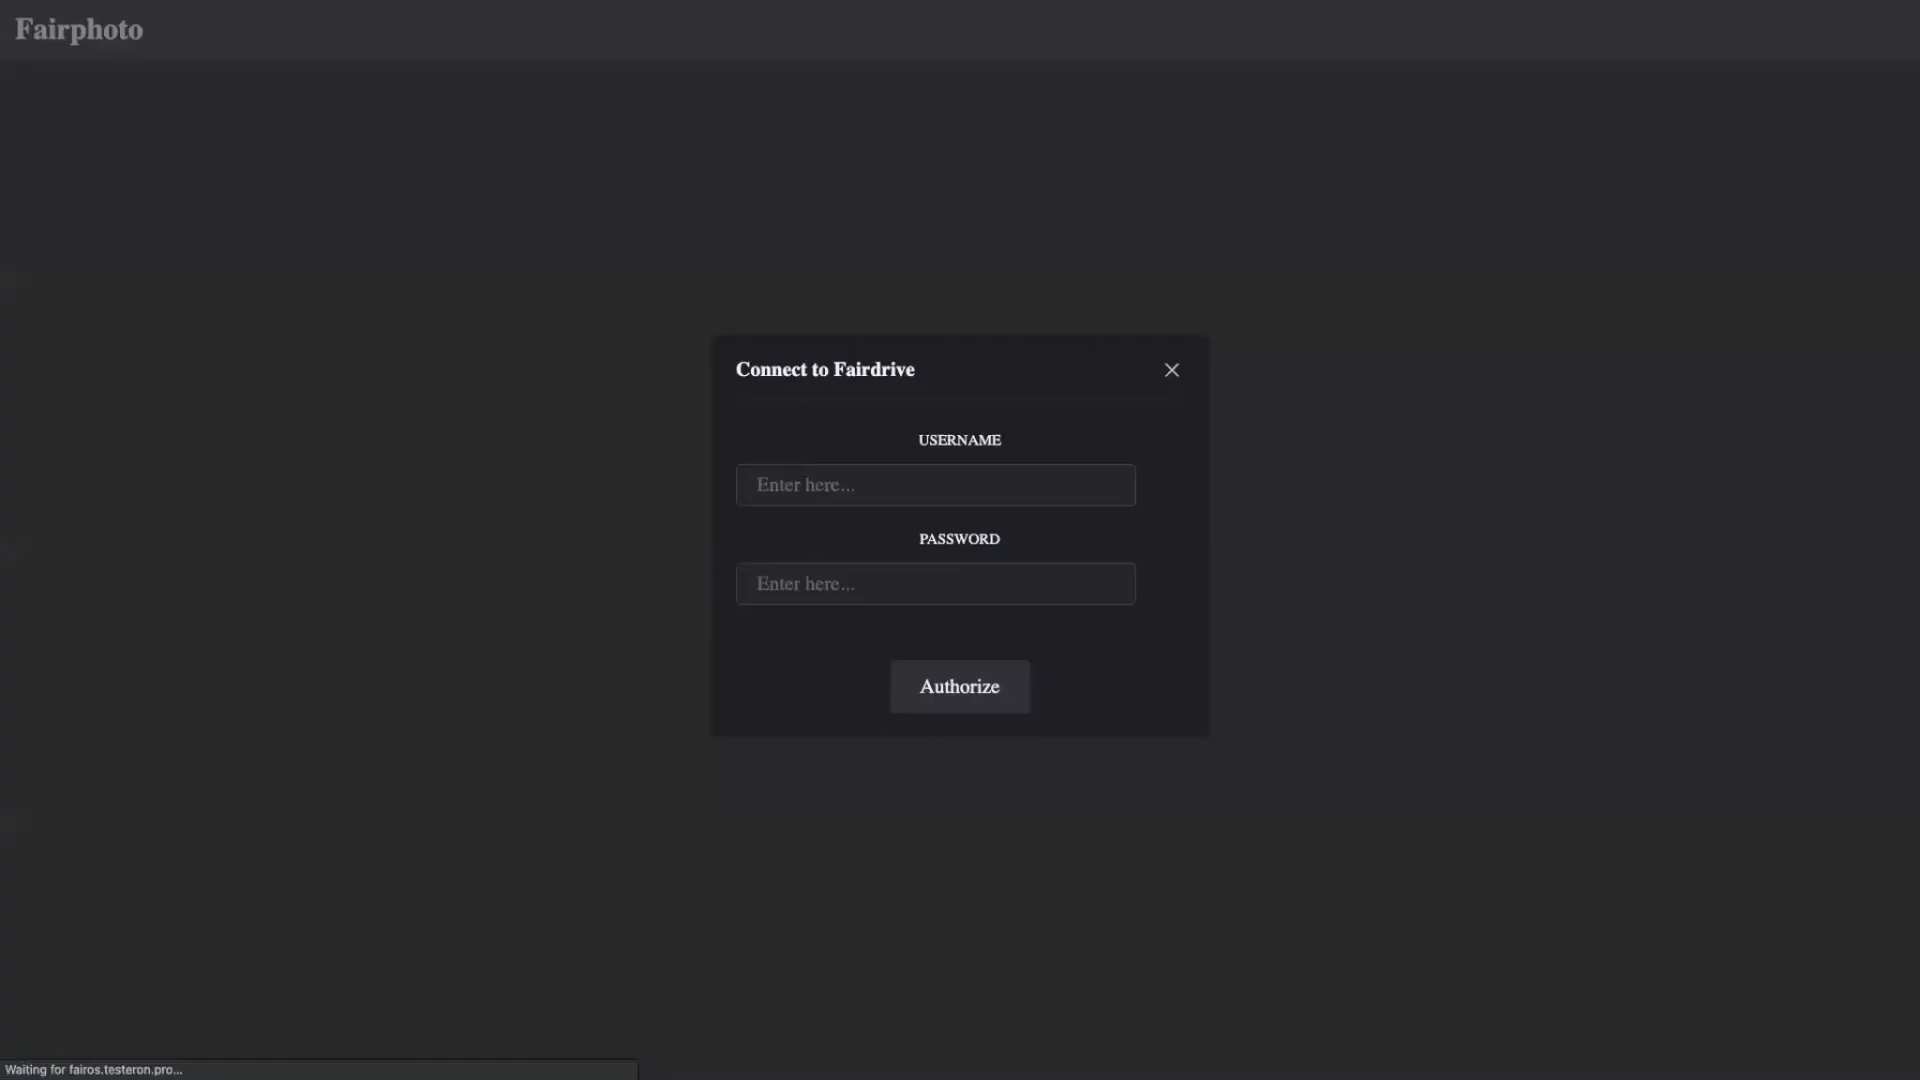 Fairphoto
Connect to Fairdrive
USERNAME
Enter here...
PASSWORD
Enter here...
Authorize
Waiting for fairos.testeron.pro...